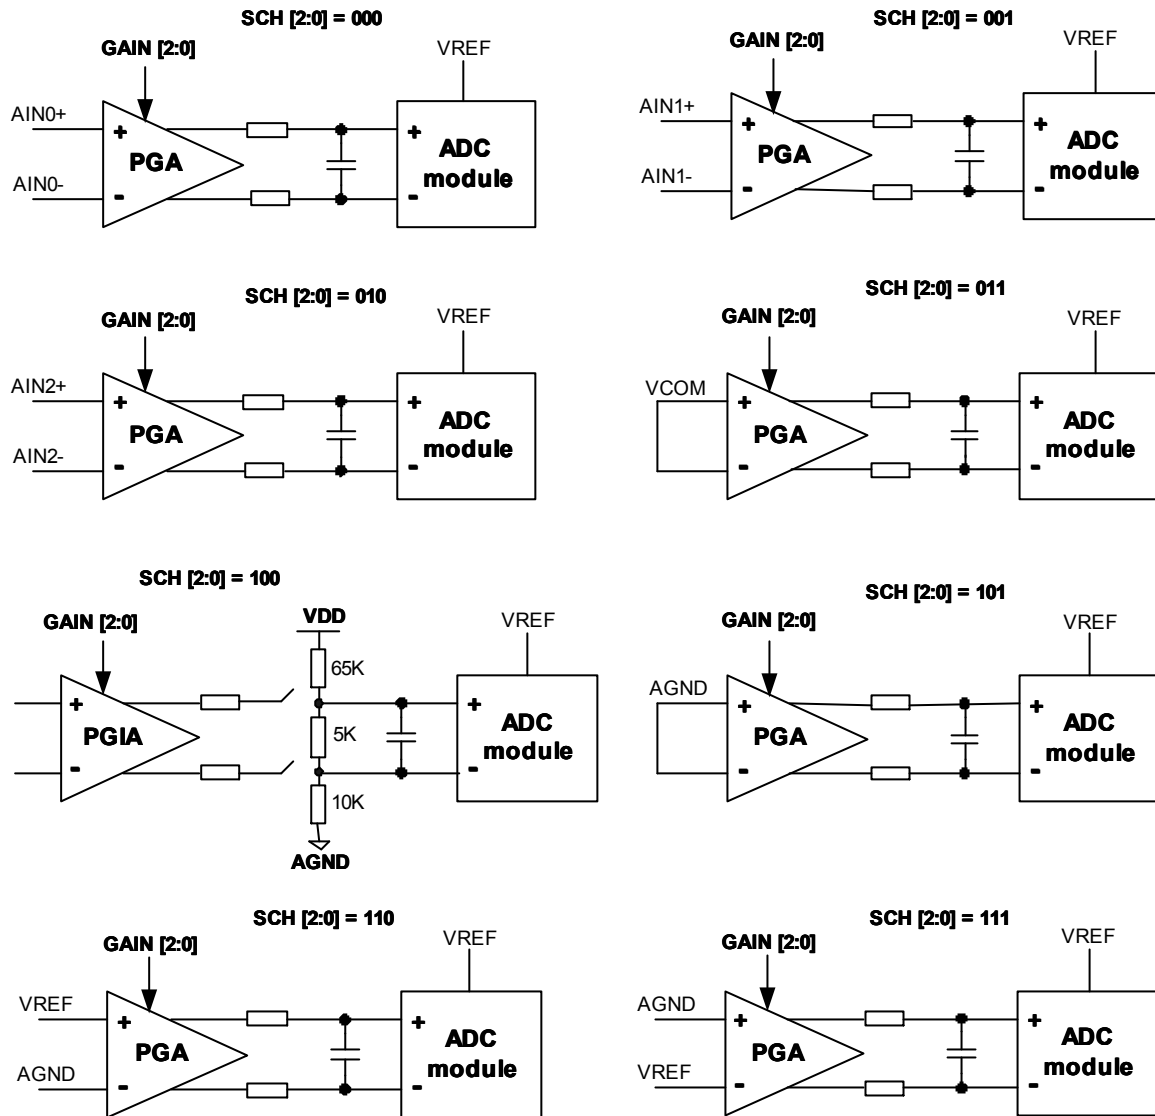 SCH [2:0] = 000
GAIN [2:0]
VREF
AIN0+
AIN0-
+
-
PGA
+
-
ADC
module
SCH [2:0] = 001
GAIN [2:0]
VREF
AIN1+
AIN1-
+
-
PGA
+
-
ADC
module
SCH [2:0] = 010
GAIN [2:0]
VREF
AIN2+
AIN2-
+
-
PGA
+
-
ADC
module
SCH [2:0] = 011
GAIN [2:0]
VREF
VCOM
+
-
PGA
+
-
ADC
module
SCH [2:0] = 100
GAIN [2:0]
VDD
VREF
+
-
PGIA
65K
5K
10K
AGND
+
-
ADC
module
SCH [2:0] = 101
GAIN [2:0]
VREF
AGND
+
-
PGA
+
-
ADC
module
SCH [2:0] = 110
GAIN [2:0]
VREF
VREF
AGND
+
-
PGA
+
-
ADC
module
SCH [2:0] = 111
GAIN [2:0]
VREF
AGND
VREF
+
-
PGA
+
-
ADC
module